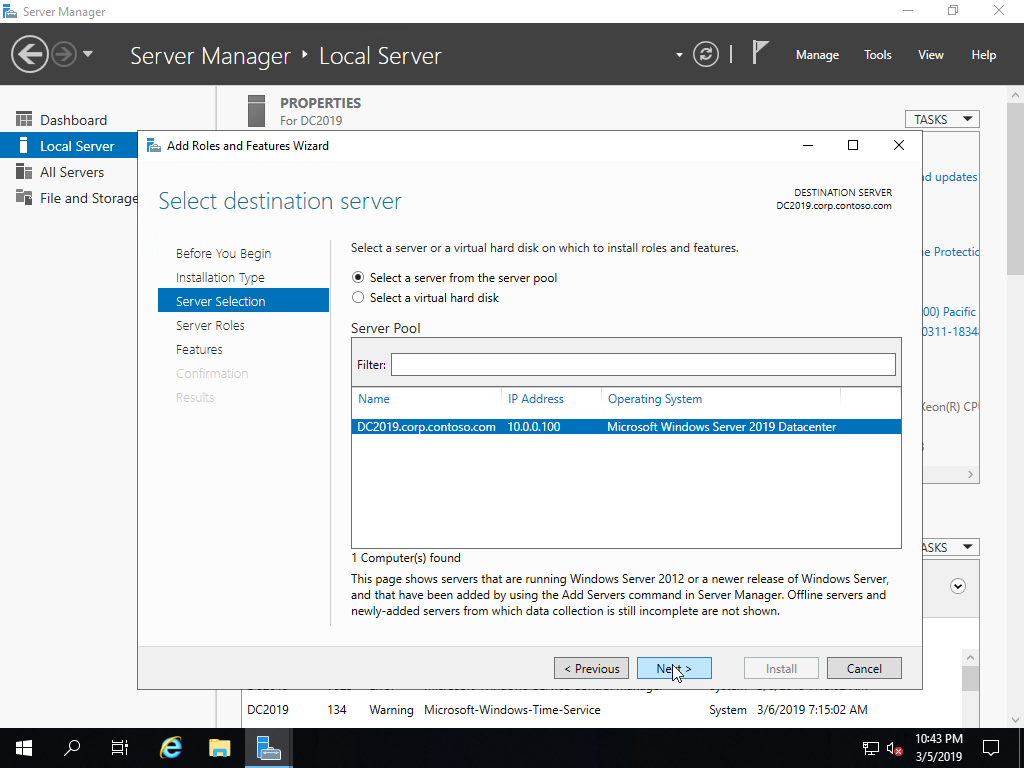 Server Manager
Server Manager ‣ Local Server
Manage Tools View Help
Dashboard
Local Server
All Servers
File and Storage
PROPERTIES
For DC2019
TASKS
Add Roles and Features Wizard
Select destination server
DESTINATION SERVER
DC2019.corp.contoso.com
Before You Begin
Installation Type
Server Selection
Server Roles
Features
Confirmation
Results
Select a server or a virtual hard disk on which to install roles and features.
Select a server from the server pool
Select a virtual hard disk
Server Pool
Filter:
Name IP Address Operating System
DC2019.corp.contoso.com 10.0.0.100 Microsoft Windows Server 2019 Datacenter
1 Computer(s) found
This page shows servers that are running Windows Server 2012 or a newer release of Windows Server,
and that have been added by using the Add Servers command in Server Manager. Offline servers and
newly-added servers from which data collection is still incomplete are not shown.
< Previous Next > Install Cancel
updates
00) Pacific
0311-1834
DC2019 134 Warning Microsoft-Windows-Time-Service System 3/6/2019 7:15:02 AM
10:43 PM
3/5/2019